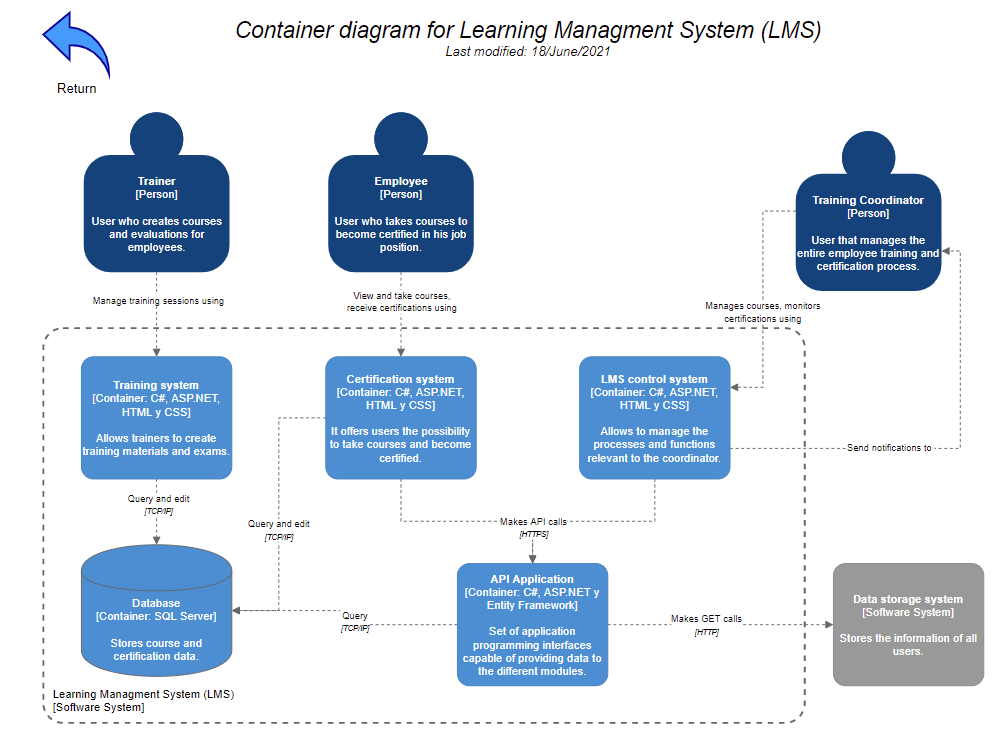 Container diagram for Learning Managment System (LMS)
Last modified: 18/June/2021
Return
Trainer
[Person]
User who creates courses
and evaluations for
employees.
Employee
[Person]
User who takes courses to
become certified in his job
position.
Training Coordinator
[Person]
User that manages the
entire employee training and
certification process.
Manage training sessions using
View and take courses,
receive certifications using
Manages courses, monitors
certifications using
Training system
[Container: C#, ASP.NET,
HTML y CSS]
Allows trainers to create
training materials and exams.
Certification system
[Container: C#, ASP.NET,
HTML y CSS]
It offers users the possibility
to take courses and become
certified.
LMS control system
[Container: C#, ASP.NET,
HTML y CSS]
Allows to manage the
processes and functions
relevant to the coordinator.
Send notifications to
Query and edit
[TCP/IP]
Query and edit
[TCP/IP]
Makes API calls
[HTTPS]
Database
[Container: SQL Server]
Stores course and
certification data.
Query
[TCP/IP]
API Application
[Container: C#, ASP.NET y
Entity Framework]
Set of application
programming interfaces
capable of providing data to
the different modules.
Makes GET calls
[HTTP]
Data storage system
[Software System]
Stores the information of all
users.
Learning Managment System (LMS)
[Software System]